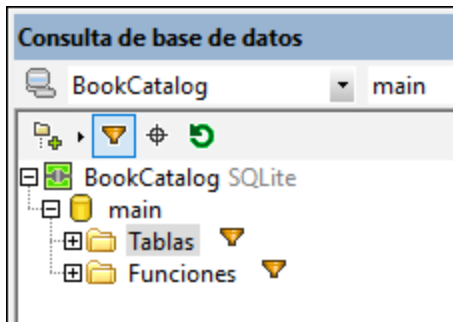 Consulta de base de datos
BookCatalog main
BookCatalog SQLite
main
Tablas
Funciones